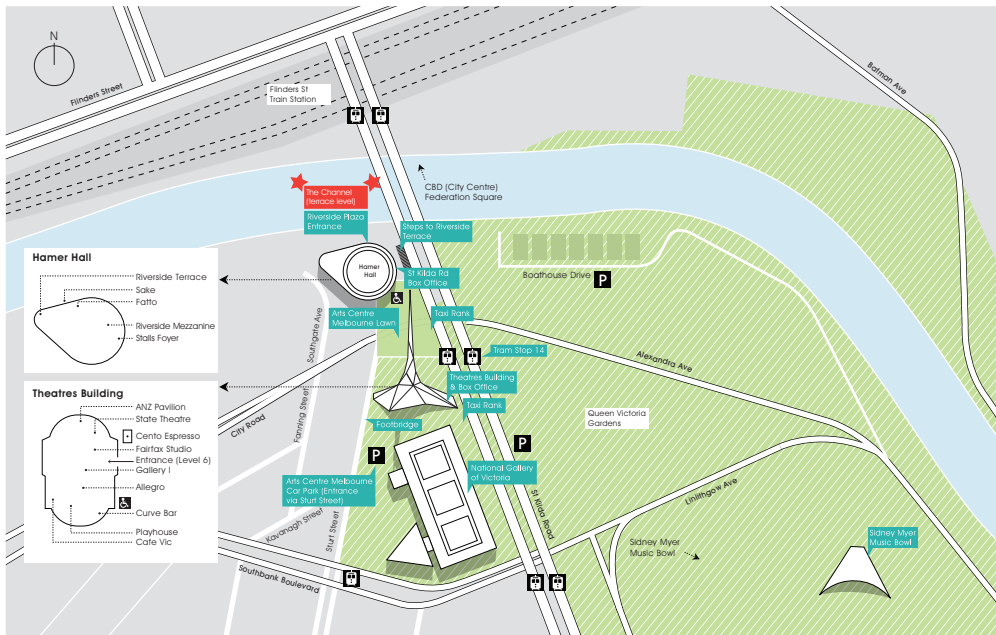 N
Flinders Street
Flinders St
Train Station
Batman Ave
CBD (City Centre)
Federation Square
The Channel
(terrace level)
Riverside Plaza
Entrance
Steps to Riverside
Terrace
Hamer
Hall
St Kilda Rd
Box Office
Boathouse Drive
P
Arts Centre
Melbourne Lawn
Taxi Rank
Southgate Ave
Tram Stop 14
Alexandra Ave
Hamer Hall
Riverside Terrace
Sake
Fatto
Riverside Mezzanine
Stalls Foyer
Theatres Building
& Box Office
Taxi Rank
Fanning Street
City Road
Footbridge
Queen Victoria
Gardens
Theatres Building
ANZ Pavilion
State Theatre
Cento Espresso
Fairfax Studio
Entrance (Level 6)
Gallery I
Allegro
Curve Bar
Playhouse
Cafe Vic
P
P
National Gallery
of Victoria
Arts Centre Melbourne
Car Park (Entrance
via Sturt Street)
Linlithgow Ave
St Kilda Road
Kavanagh Street
Sturt Street
Sidney Myer
Music Bowl
Sidney Myer
Music Bowl
Southbank Boulevard